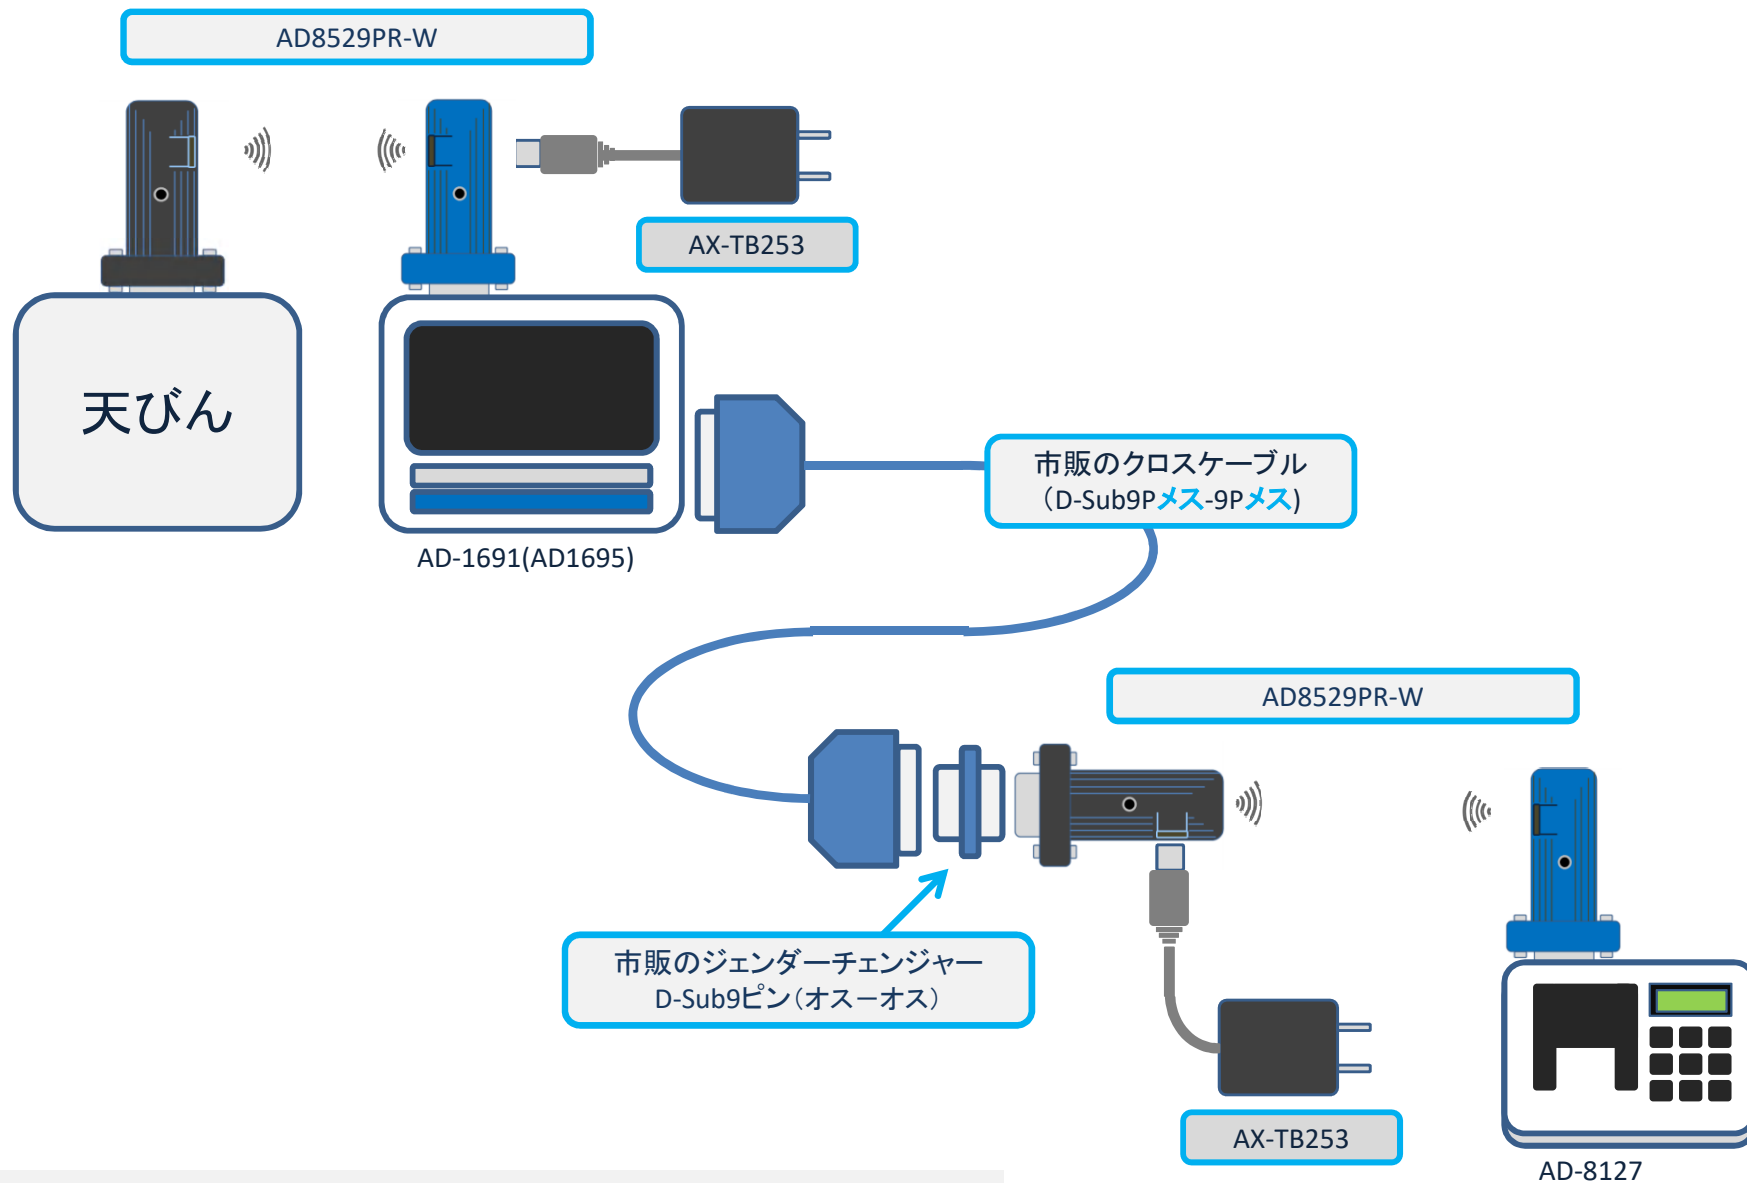 AD8529PR-W
AX-TB253
天びん
AD-1691(AD1695)
市販のクロスケーブル
（D-Sub9Pメス-9Pメス)
AD8529PR-W
市販のジェンダーチェンジャー
D-Sub9ピン（オスーオス）
AX-TB253
AD-8127